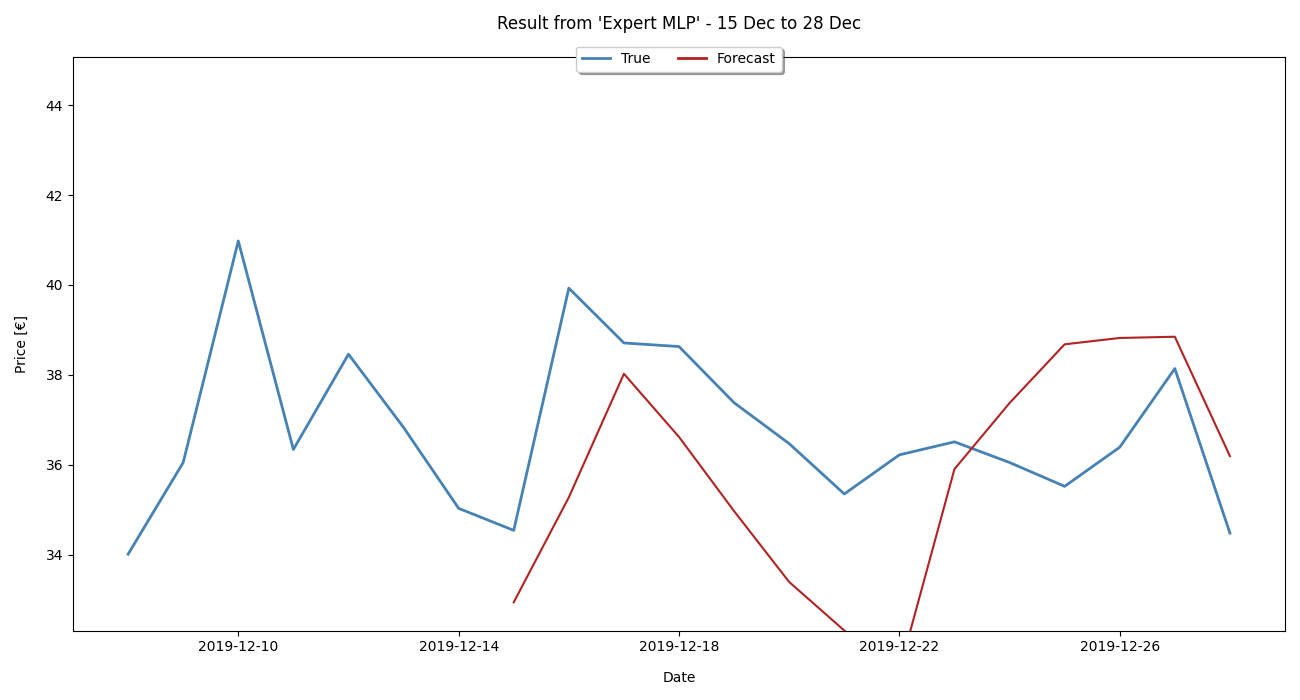 Result from 'Expert MLP' - 15 Dec to 28 Dec
True Forecast
44
42
40
38
36
34
Price [€]
2019-12-10 2019-12-14 2019-12-18 2019-12-22 2019-12-26
Date